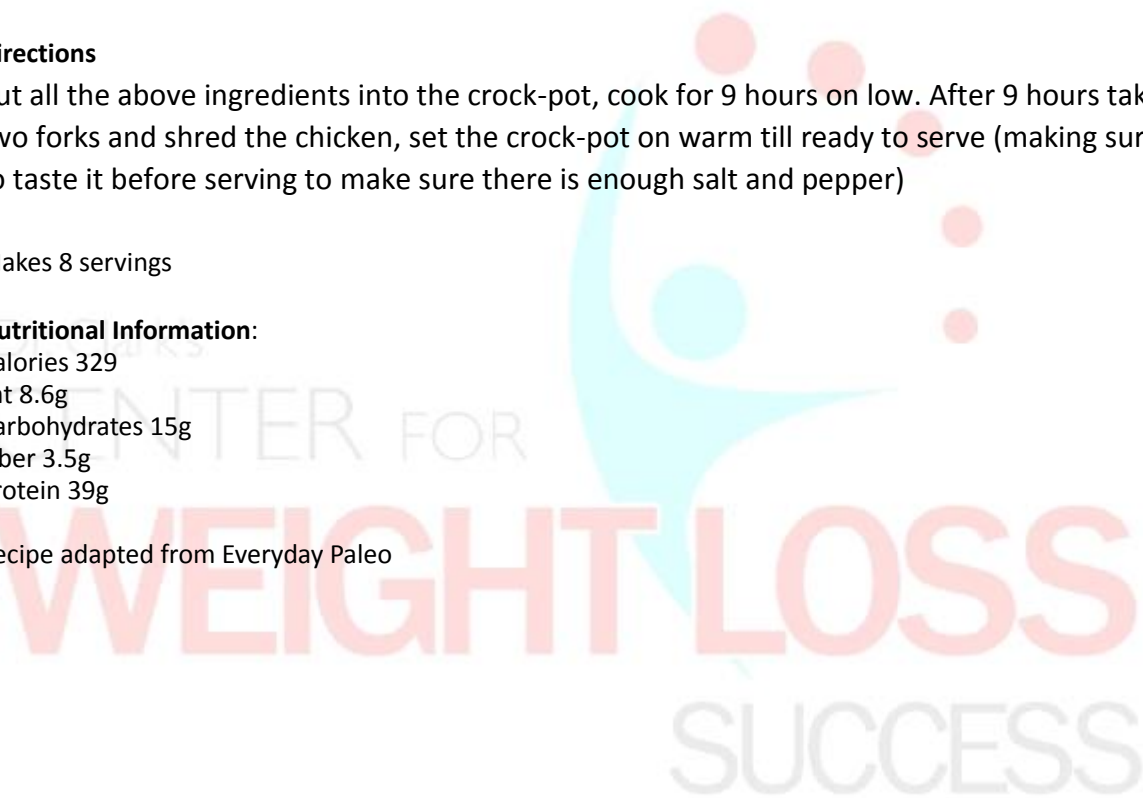 irections
ut all the above ingredients into the crock-pot, cook for 9 hours on low. After 9 hours tak
wo forks and shred the chicken, set the crock-pot on warm till ready to serve (making sur
o taste it before serving to make sure there is enough salt and pepper)
akes 8 servings
utritional Information:
Dr. Clark's
alories 329
at 8.6g
CENTER FOR
arbohydrates 15g
ber 3.5g
rotein 39g
WEIGHT LOSS
ecipe adapted from Everyday Paleo
SUCCESS